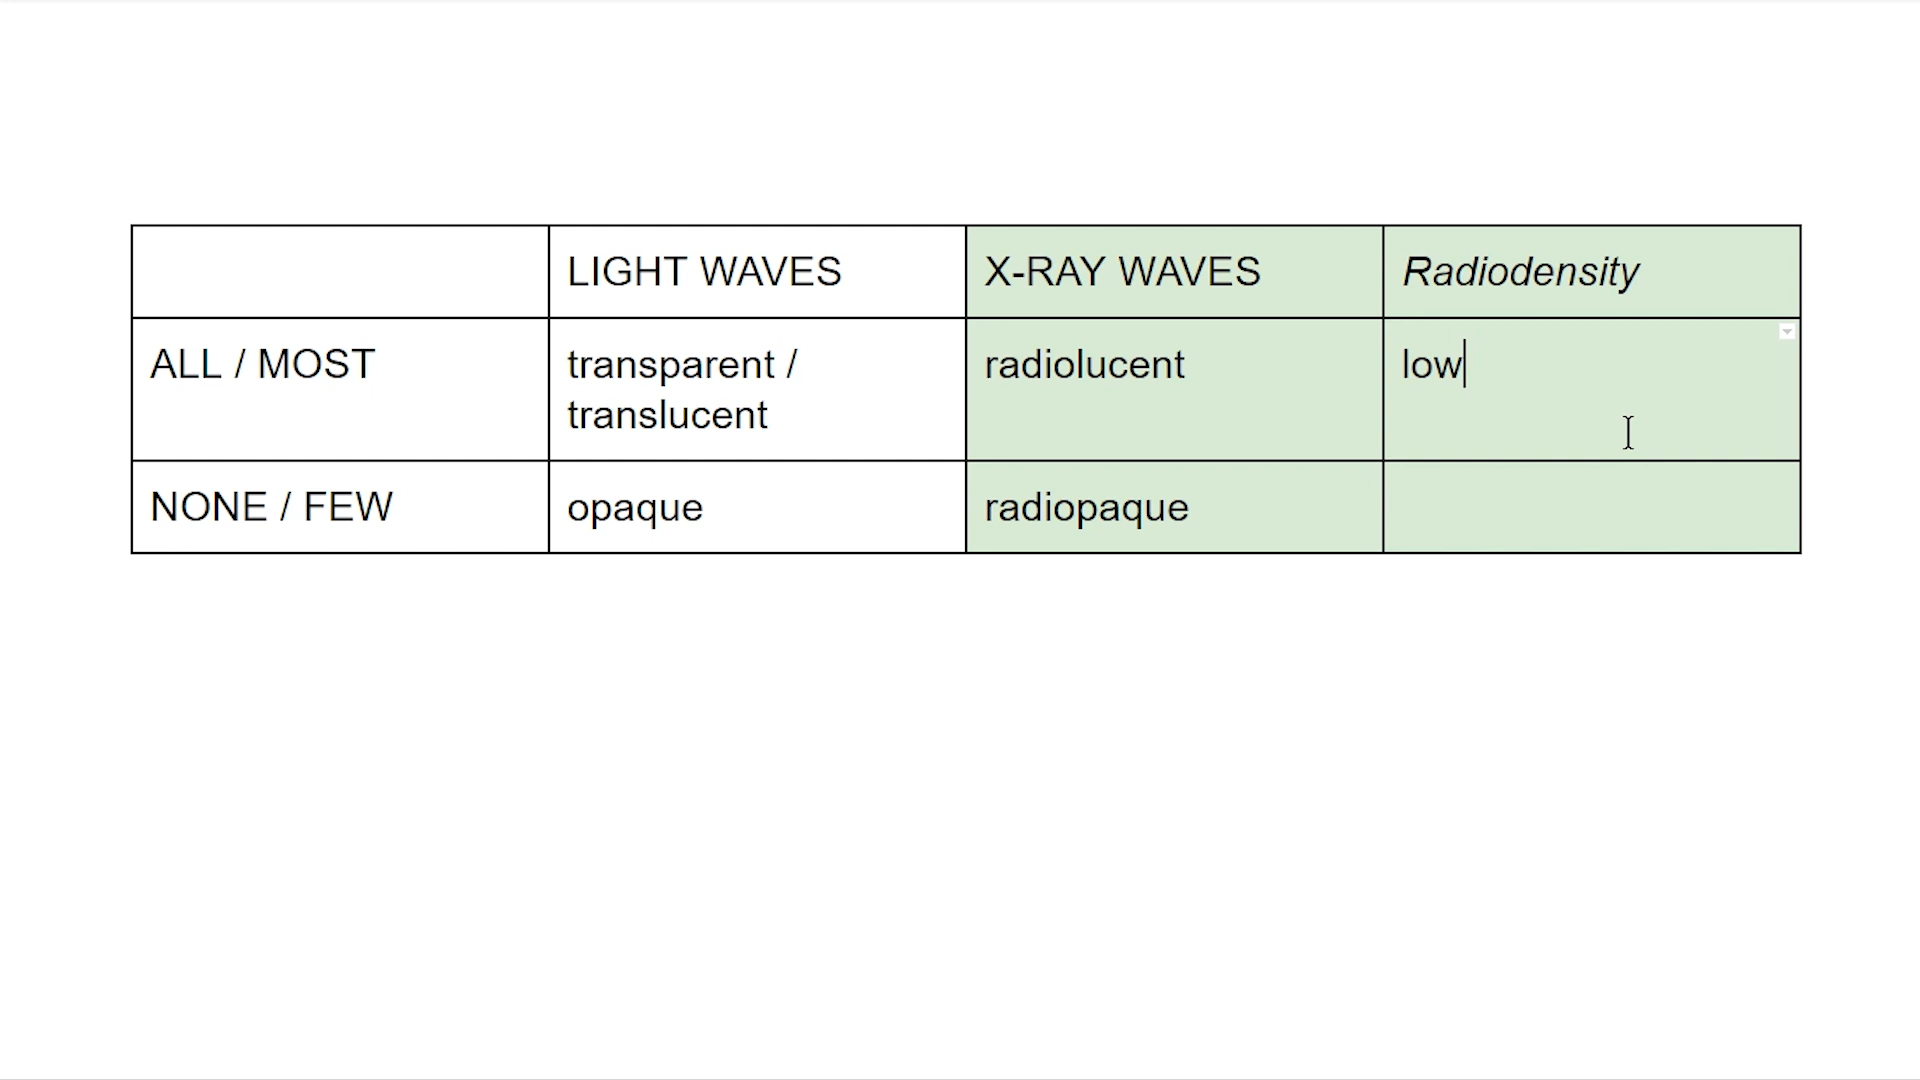 LIGHT WAVES
X-RAY WAVES
Radiodensity
ALL / MOST
transparent /
translucent
radiolucent
low
NONE / FEW
opaque
radiopaque